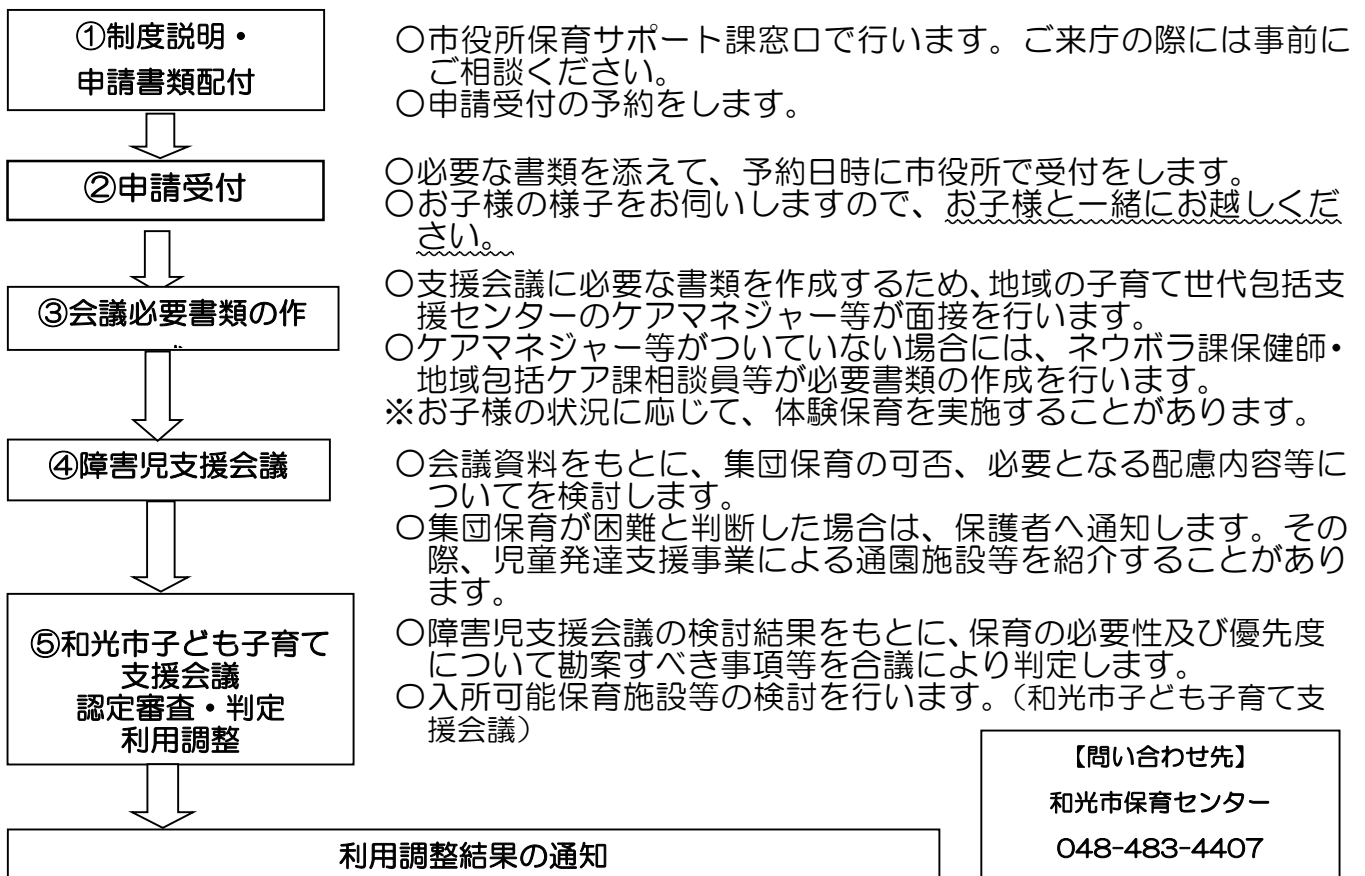 ①制度説明・
申請書類配付
〇市役所保育サポート課窓口で行います。ご来庁の際には事前に
ご相談ください。
〇申請受付の予約をします。
②申請受付
〇必要な書類を添えて、予約日時に市役所で受付をします。
〇お子様の様子をお伺いしますので、お子様と一緒にお越しくだ
さい。
③会議必要書類の作
〇支援会議に必要な書類を作成するため、地域の子育て世代包括支
援センターのケアマネジャー等が面接を行います。
〇ケアマネジャー等がついていない場合には、ネウボラ課保健師・
地域包括ケア課相談員等が必要書類の作成を行います。
※お子様の状況に応じて、体験保育を実施することがあります。
④障害児支援会議
〇会議資料をもとに、集団保育の可否、必要となる配慮内容等に
ついてを検討します。
〇集団保育が困難と判断した場合は、保護者へ通知します。その
際、児童発達支援事業による通園施設等を紹介することがあり
ます。
⑤和光市子ども子育て
支援会議
認定審査・判定
利用調整
〇障害児支援会議の検討結果をもとに、保育の必要性及び優先度
について勘案すべき事項等を合議により判定します。
〇入所可能保育施設等の検討を行います。（和光市子ども子育て支
援会議）
利用調整結果の通知
【問い合わせ先】
和光市保育センター
048-483-4407